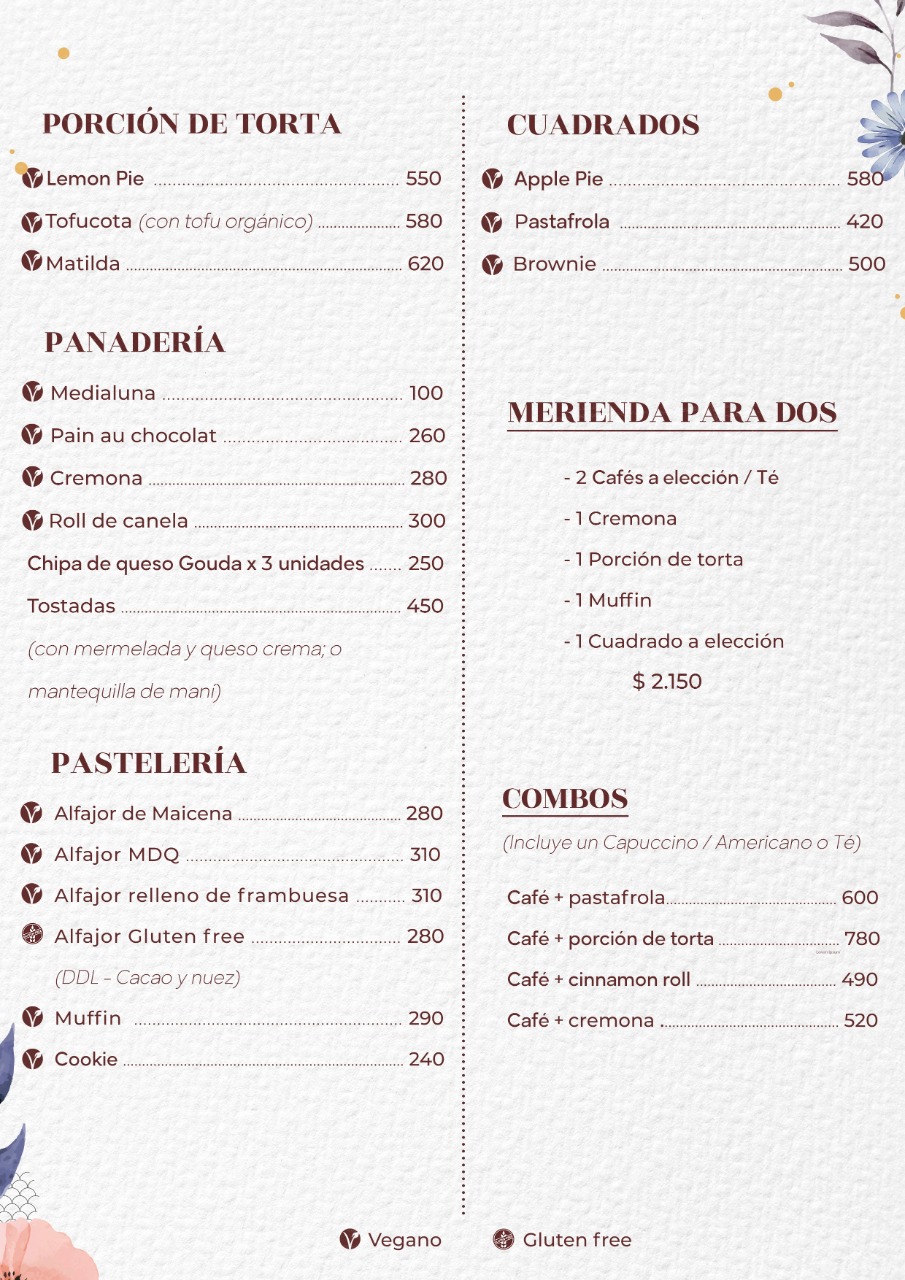 PORCIÓN DE TORTA
Lemon Pie 550
Tofucota (con tofu orgánico) 580
Matilda 620
PANADERÍA
Medialuna 100
Pain au chocolat 260
Cremona 280
Roll de canela 300
Chipa de queso Gouda x 3 unidades 250
Tostadas 450
(con mermelada y queso crema; o
mantequilla de maní)
PASTELERÍA
Alfajor de Maicena 280
Alfajor MDQ 310
Alfajor relleno de frambuesa 310
Alfajor Gluten free 280
(DDL - Cacao y nuez)
Muffin 290
Cookie 240
CUADRADOS
Apple Pie 580
Pastafrola 420
Brownie 500
MERIENDA PARA DOS
- 2 Cafés a elección / Té
- 1 Cremona
- 1 Porción de torta
- 1 Muffin
- 1 Cuadrado a elección
$ 2.150
COMBOS
(Incluye un Capuccino / Americano o Té)
Café + pastafrola 600
Café + porción de torta 780
Café + cinnamon roll 490
Café + cremona 520
Vegano
Gluten free